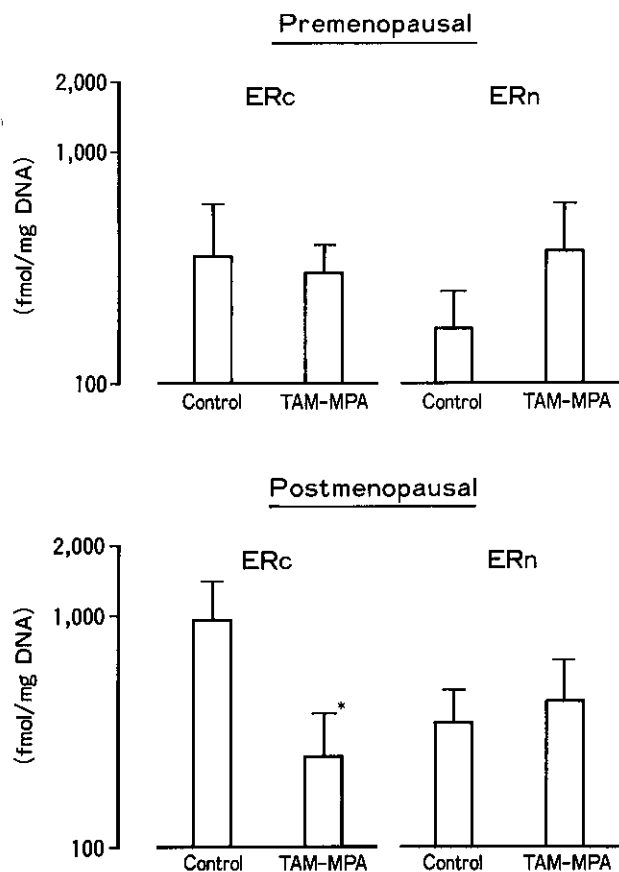 Premenopausal
2,000
ERc
ERn
1,000
(fmol/mg DNA)
100
Control
TAM-MPA
Control
TAM-MPA
Postmenopausal
2,000
ERc
ERn
1,000
(fmol/mg DNA)
*
100
Control
TAM-MPA
Control
TAM-MPA